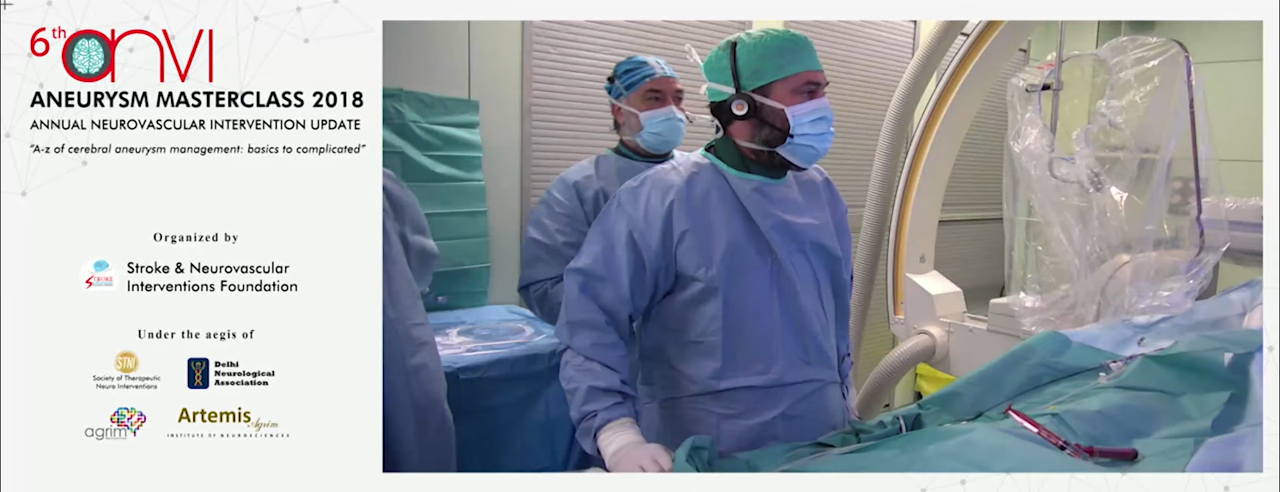 6th anvi
ANEURYSM MASTERCLASS 2018
ANNUAL NEUROVASCULAR INTERVENTION UPDATE
"A-z of cerebral aneurysm management: basics to complicated"
Organized by
Stroke & Neurovascular
Interventions Foundation
Under the aegis of
STNI
Society of Therapeutic
Neuro Interventions
Delhi
Neurological
Association
agrim
Artemis Agrim
INSTITUTE OF NEUROSCIENCES